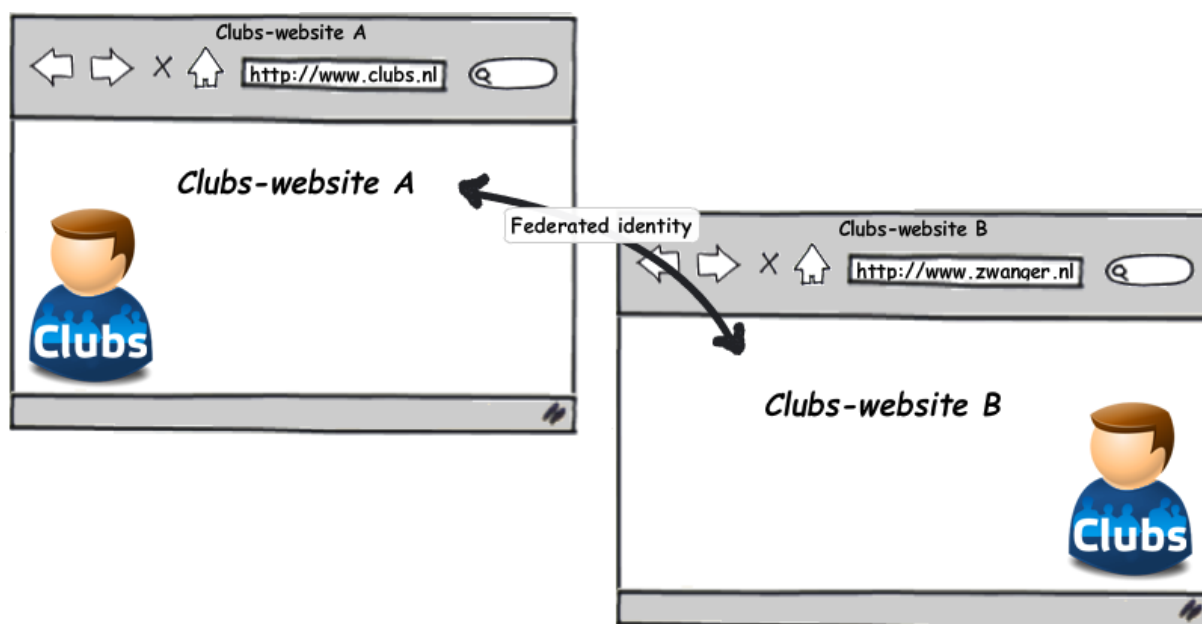 Clubs-website A
http://www.clubs.nl
Clubs-website A
Clubs
Federated identity
Clubs-website B
http://www.zwanger.nl
Clubs-website B
Clubs